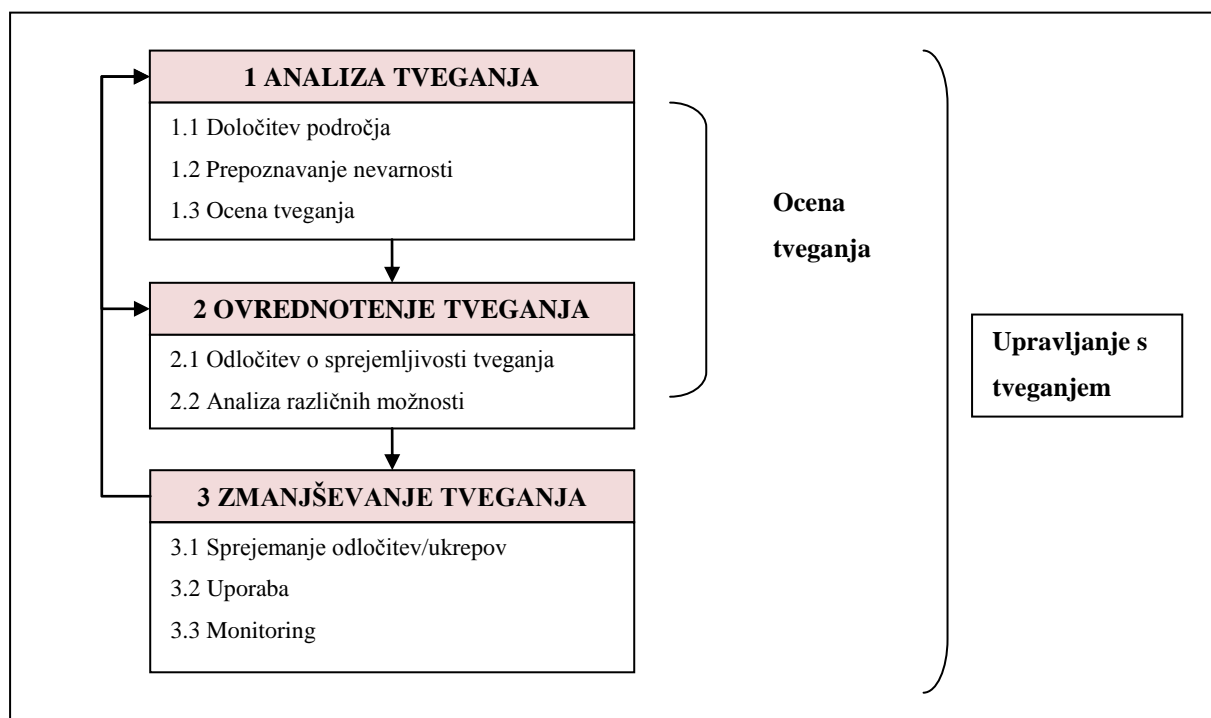 1 ANALIZA TVEGANJA
1.1 Določitev področja
1.2 Prepoznavanje nevarnosti
1.3 Ocena tveganja
2 OVREDNOTENJE TVEGANJA
2.1 Odločitev o sprejemljivosti tveganja
2.2 Analiza različnih možnosti
3 ZMANJŠEVANJE TVEGANJA
3.1 Sprejemanje odločitev/ukrepov
3.2 Uporaba
3.3 Monitoring
Ocena
tveganja
Upravljanje s
tveganjem